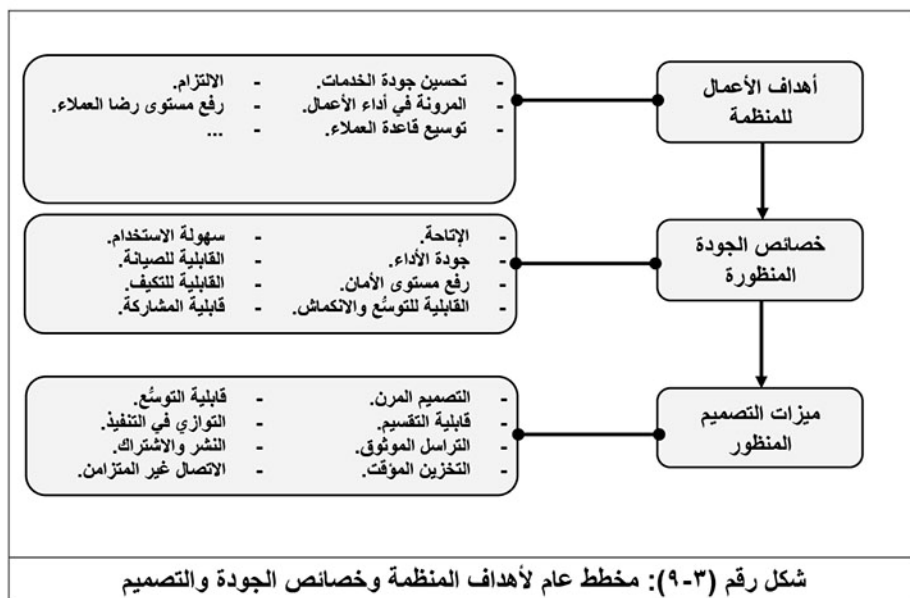 أهداف الأعمال
للمنظمة
- تحسين جودة الخدمات.
- المرونة في أداء الأعمال.
- توسيع قاعدة العملاء.
- الالتزام.
- رفع مستوى رضا العملاء.
- ...
خصائص الجودة
المنظورة
- الإتاحة.
- جودة الأداء.
- رفع مستوى الأمان.
- القابلية للتوسُّع والانكماش.
- سهولة الاستخدام.
- القابلية للصيانة.
- القابلية للتكيف.
- قابلية المشاركة.
ميزات التصميم
المنظور
- التصميم المرن.
- قابلية التقسيم.
- التراسل الموثوق.
- التخزين المؤقت.
- قابلية التوسُّع.
- التوازي في التنفيذ.
- النشر والاشتراك.
- الاتصال غير المتزامن.
شكل رقم (٣-٩): مخطط عام لأهداف المنظمة وخصائص الجودة والتصميم